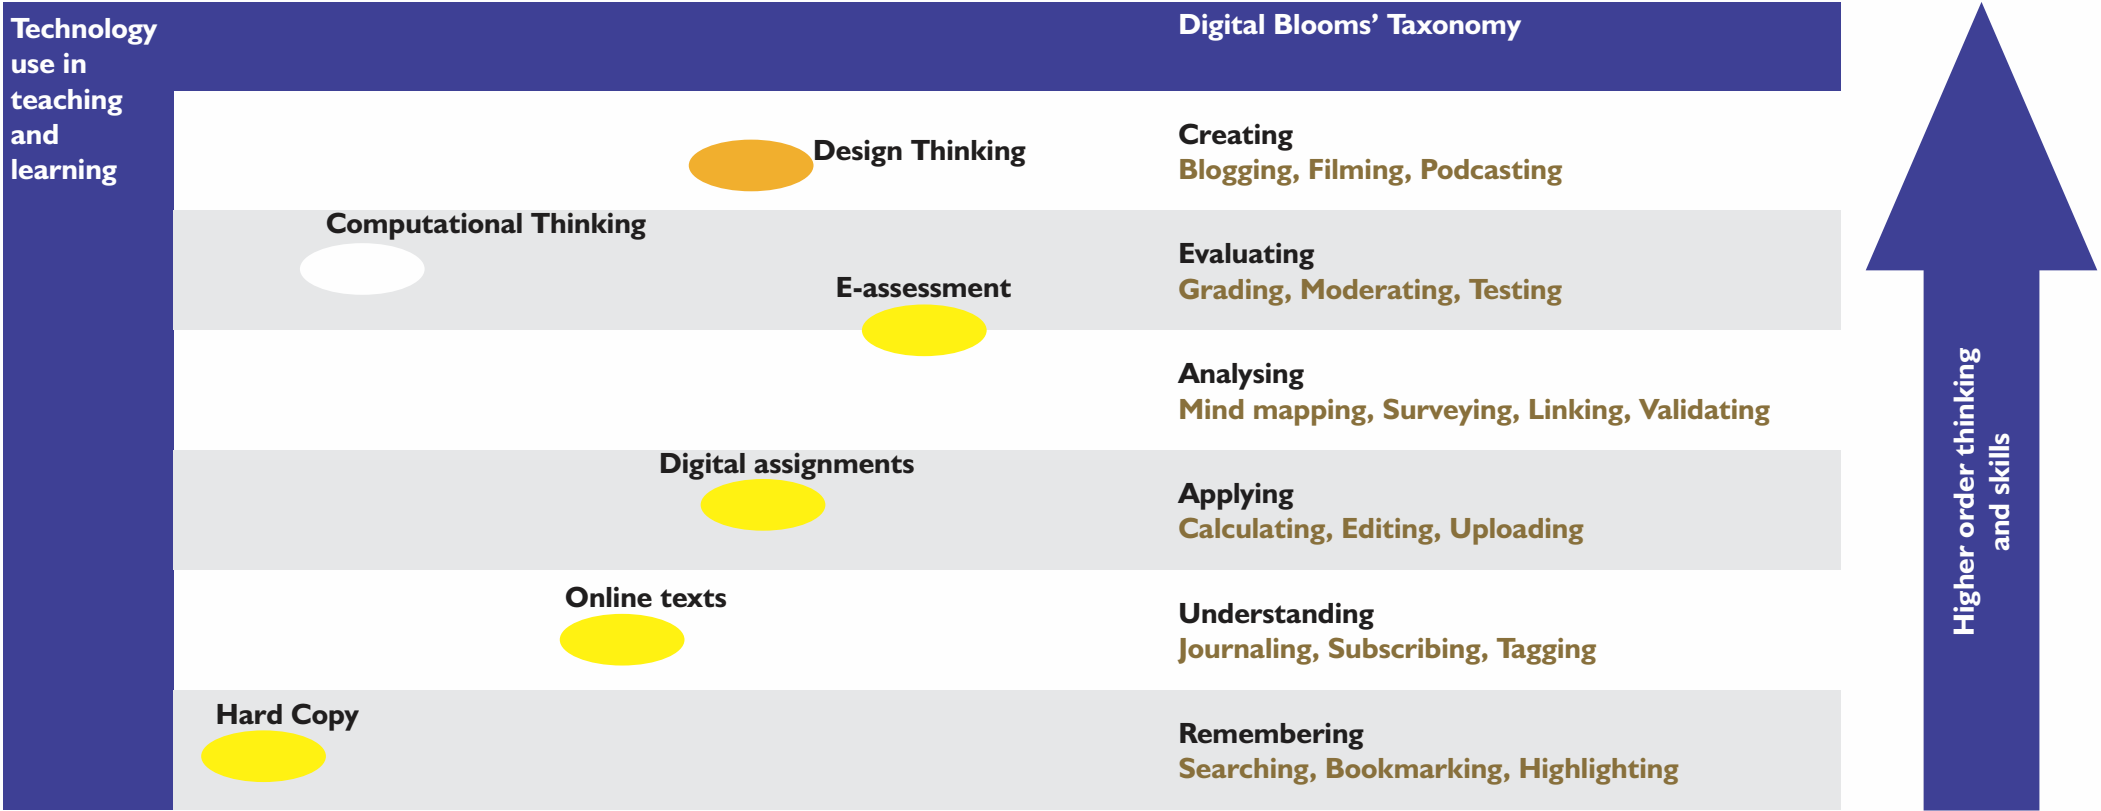 Technology
use in
teaching
and
learning
Digital Blooms’ Taxonomy
Design Thinking
Creating
Blogging, Filming, Podcasting
Computational Thinking
E-assessment
Evaluating
Grading, Moderating, Testing
Analysing
Mind mapping, Surveying, Linking, Validating
Digital assignments
Applying
Calculating, Editing, Uploading
Online texts
Understanding
Journaling, Subscribing, Tagging
Hard Copy
Remembering
Searching, Bookmarking, Highlighting
Higher order thinking
and skills